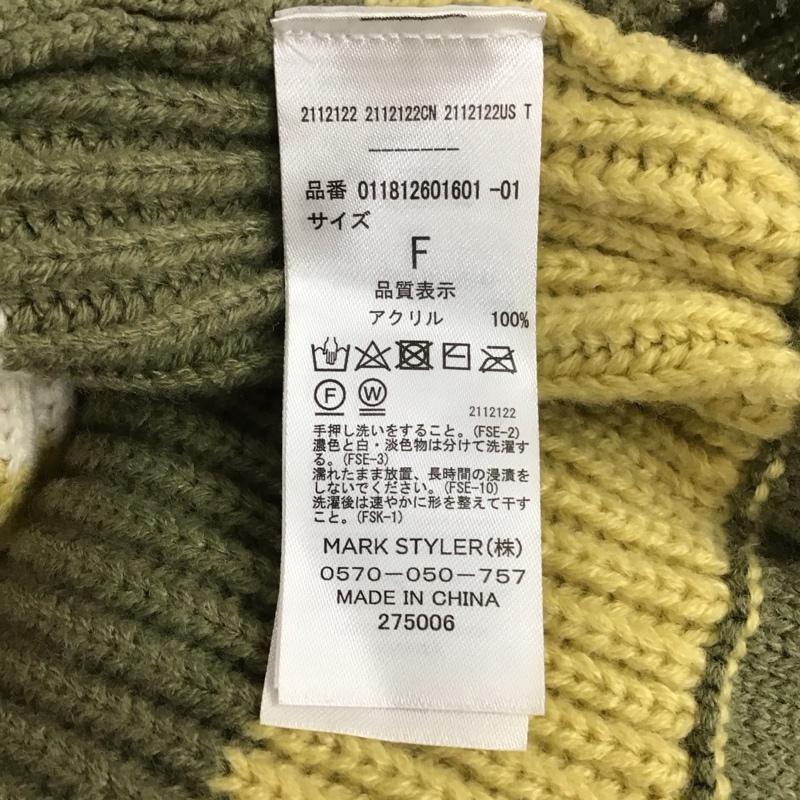 2112122 2112122CN 2112122US T
--------
品番 011812601601 -01
サイズ
F
品質表示
アクリル 100%
F W
2112122
手押し洗いをすること。(FSE-2)
濃色と白・淡色物は分けて洗濯す
る。(FSE-3)
濡れたまま放置、長時間の浸漬を
しないでください。(FSE-10)
洗濯後は速やかに形を整えて干す
こと。(FSK-1)
MARK STYLER(株)
0570-050-757
MADE IN CHINA
275006